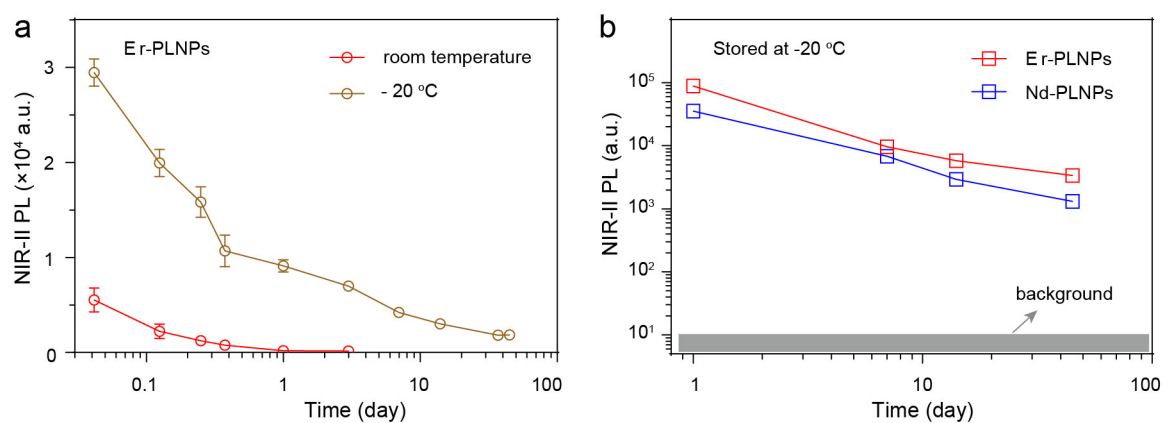 a
Er-PLNPs
room temperature
- 20 °C
NIR-II PL (×10⁴ a.u.)
3
2
1
0
0.1
1
10
100
Time (day)
b
Stored at -20 °C
Er-PLNPs
Nd-PLNPs
NIR-II PL (a.u.)
10⁵
10⁴
10³
10²
10¹
background
1
10
100
Time (day)